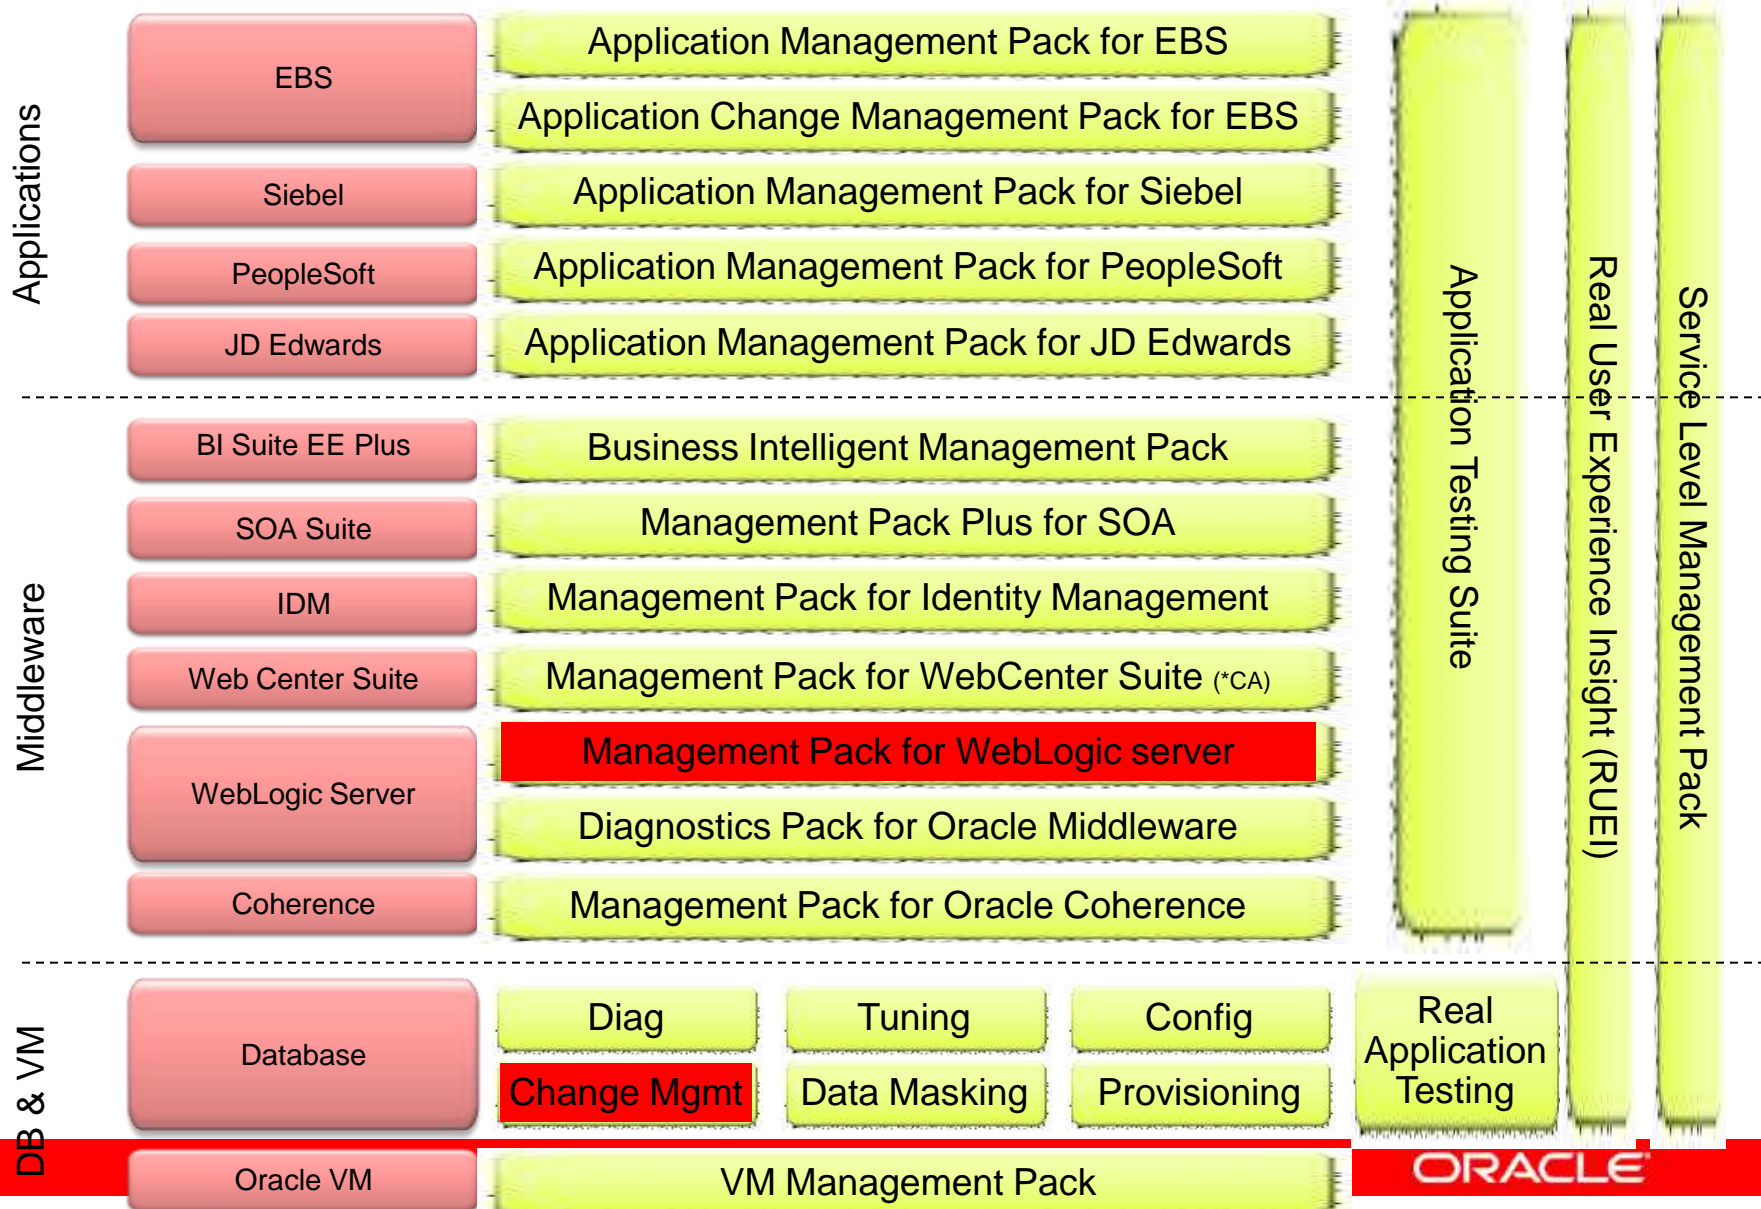 Applications
EBS
Application Management Pack for EBS
Application Change Management Pack for EBS
Siebel
Application Management Pack for Siebel
PeopleSoft
Application Management Pack for PeopleSoft
JD Edwards
Application Management Pack for JD Edwards
Middleware
BI Suite EE Plus
Business Intelligent Management Pack
SOA Suite
Management Pack Plus for SOA
IDM
Management Pack for Identity Management
Web Center Suite
Management Pack for WebCenter Suite (*CA)
WebLogic Server
Management Pack for WebLogic server
Diagnostics Pack for Oracle Middleware
Coherence
Management Pack for Oracle Coherence
Application Testing Suite
Real User Experience Insight (RUEI)
Service Level Management Pack
DB & VM
Database
Diag
Tuning
Config
Change Mgmt
Data Masking
Provisioning
Real
Application
Testing
Oracle VM
VM Management Pack
ORACLE